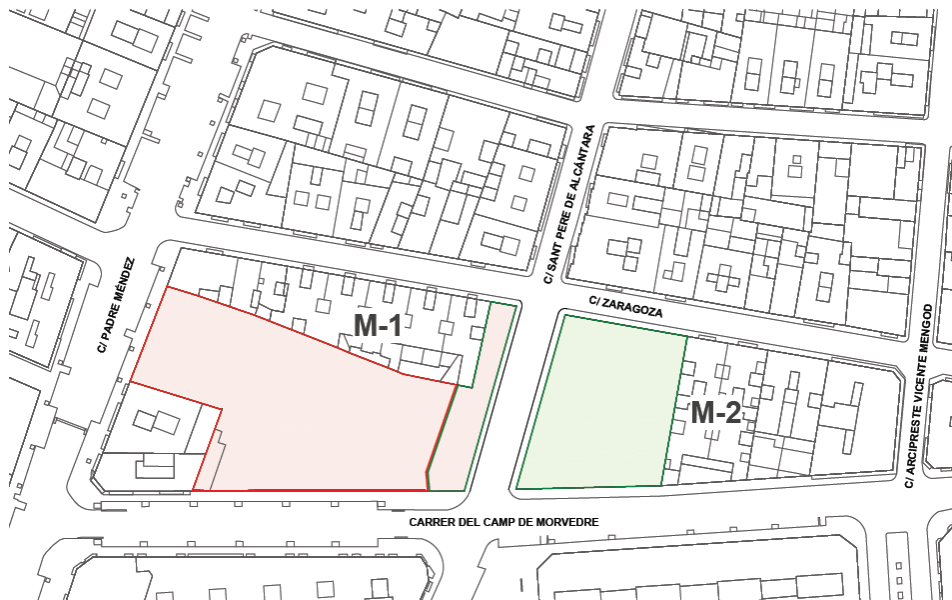 C/ SANT PERE DE ALCÁNTARA
C/ PADRE MÉNDEZ
C/ ZARAGOZA
M-1
C/ ARCIPRESTE VICENTE MENGOD
M-2
CARRER DEL CAMP DE MORVEDRE